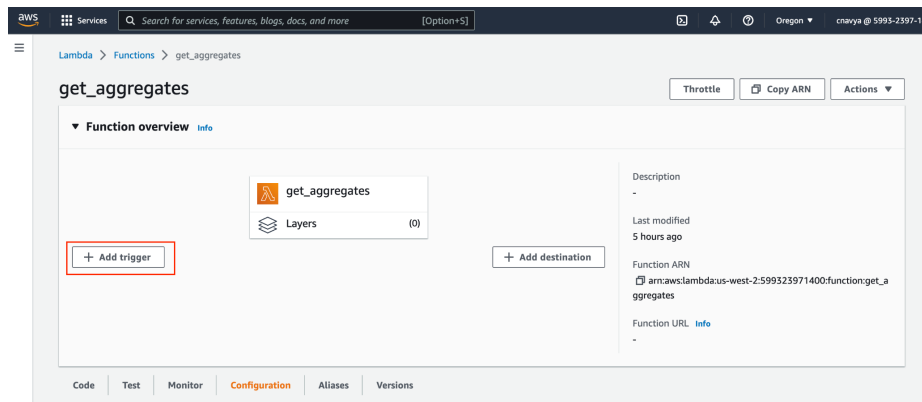 aws
Services
Search for services, features, blogs, docs, and more [Option+S]
Oregon ▼
cnavya @ 5993-2397-1
Lambda > Functions > get_aggregates
get_aggregates
Throttle
Copy ARN
Actions ▼
▼ Function overview Info
get_aggregates
Layers (0)
+ Add trigger
+ Add destination
Description
-
Last modified
5 hours ago
Function ARN
arn:aws:lambda:us-west-2:599323971400:function:get_a
ggregates
Function URL Info
-
Code Test Monitor Configuration Aliases Versions